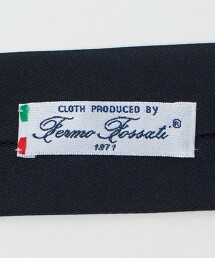 CLOTH PRODUCED BY
Fermo Fossati®
1871